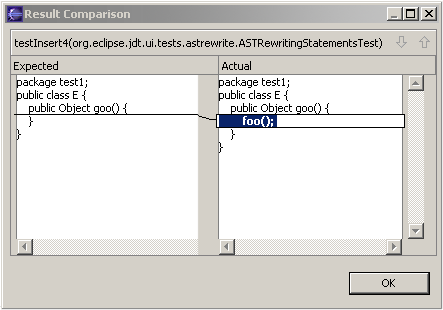 Result Comparison
testInsert4(org.eclipse.jdt.ui.tests.astrewrite.ASTRewritingStatementsTest)
Expected
Actual
package test1;
public class E {
public Object goo() {
}
}
package test1;
public class E {
public Object goo() {
foo();
}
}
OK